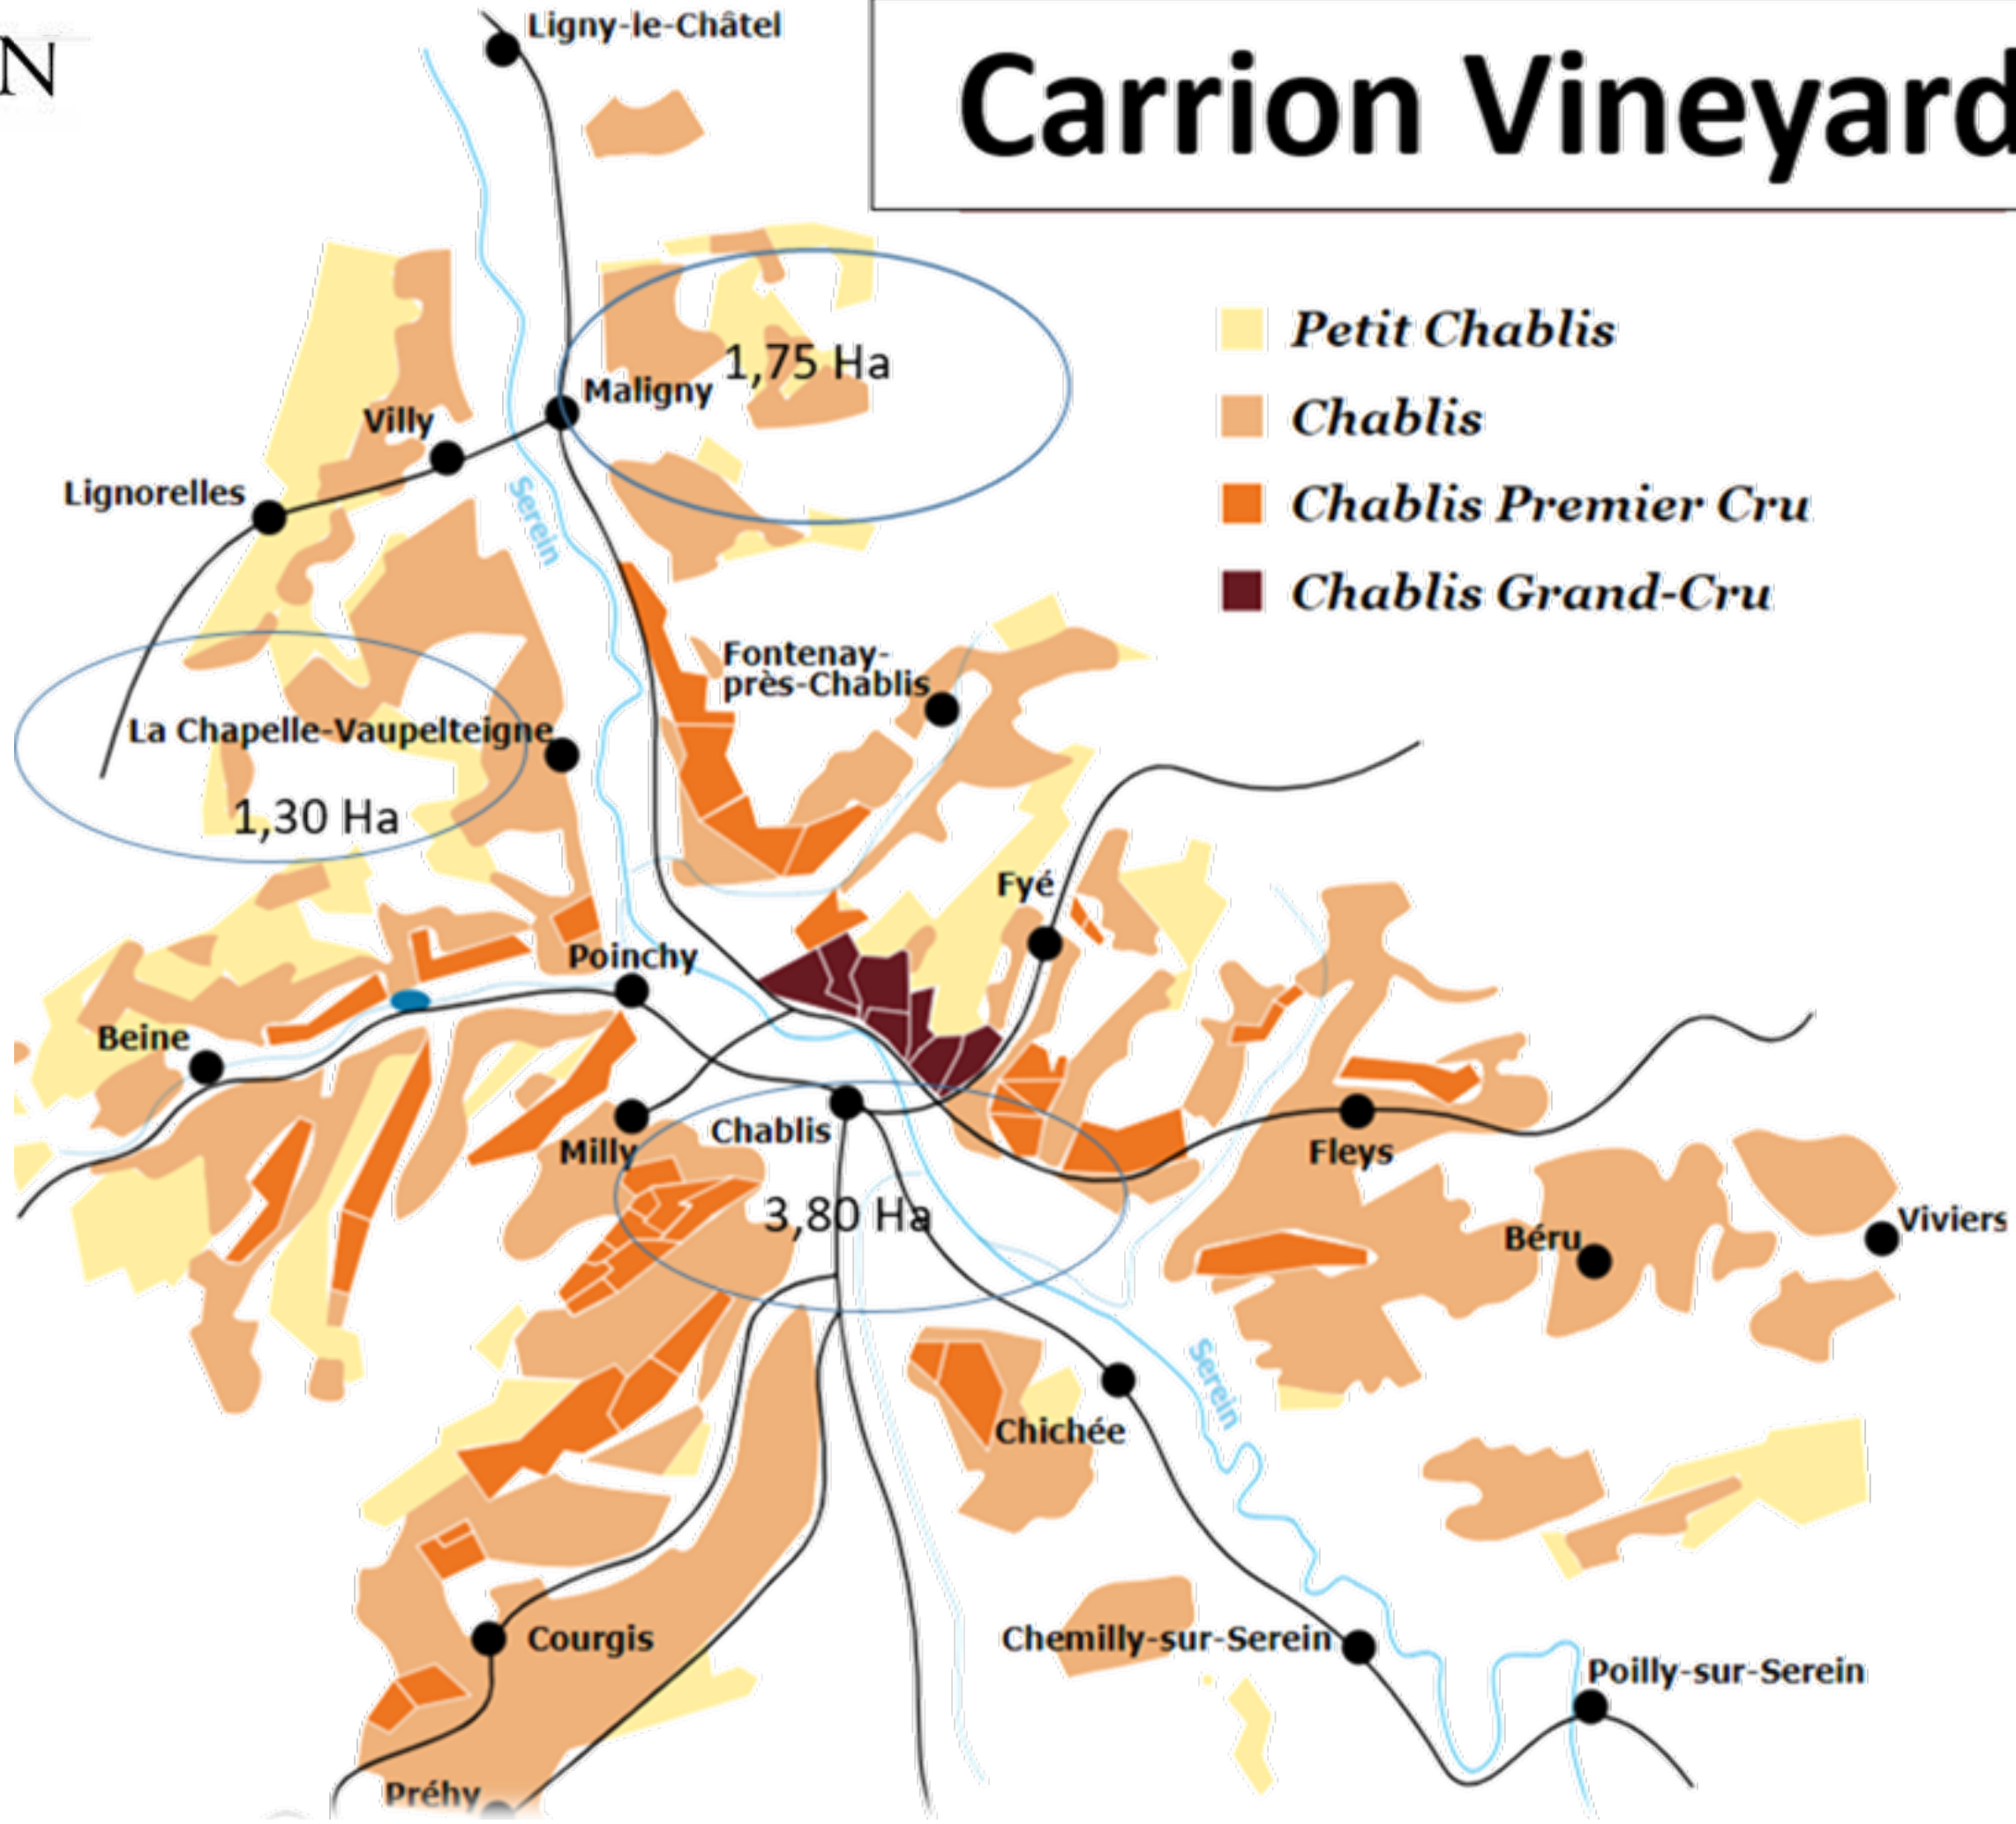 N
Carrion Vineyard
Ligny-le-Châtel
Petit Chablis
Chablis
Chablis Premier Cru
Chablis Grand-Cru
1,75 Ha
Maligny
Villy
Lignorelles
Serein
Fontenay-
près-Chablis
La Chapelle-Vaupelteigne
1,30 Ha
Fyé
Poinchy
Beine
Chablis
Milly
Fleys
3,80 Ha
Béru
Viviers
Serein
Chichée
Courgis
Chemilly-sur-Serein
Poilly-sur-Serein
Préhy